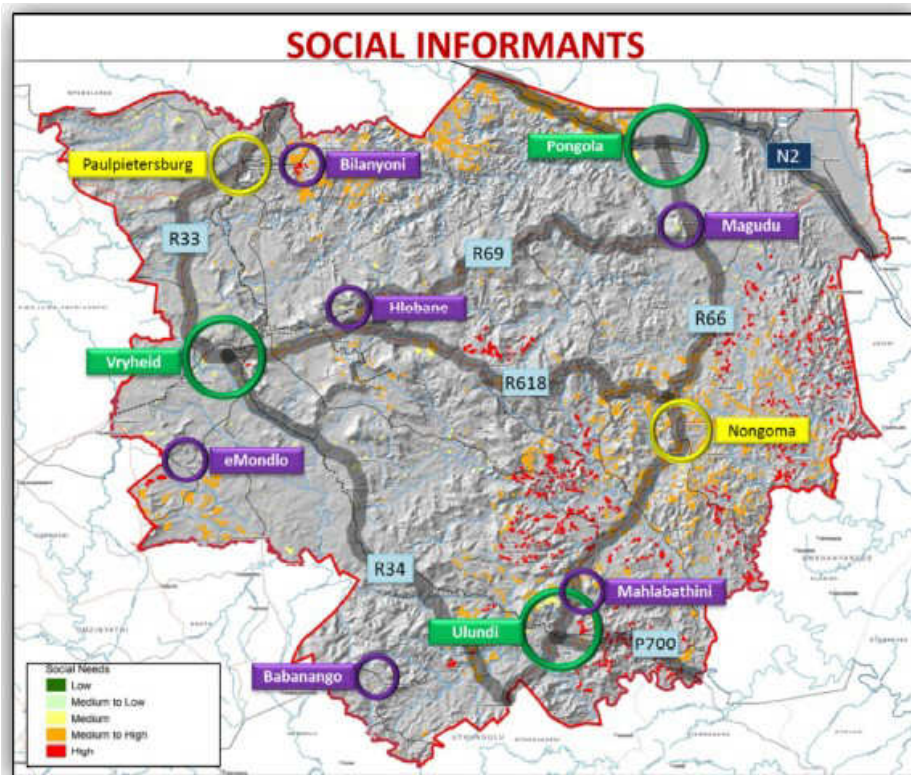 SOCIAL INFORMANTS
Pongola
N2
Paulpietersburg
Bilanyoni
Magudu
R33
R69
Hlobane
R66
Vryheid
R618
Nongoma
eMondlo
R34
Mahlabathini
Ulundi
P700
Babanango
Social Needs
Low
Medium to Low
Medium
Medium to High
High